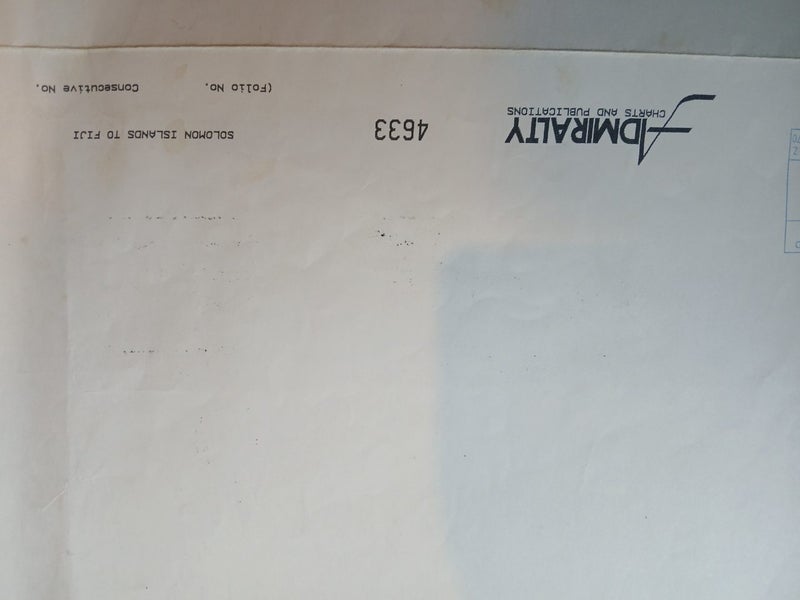 ADMIRALTY
CHARTS AND PUBLICATIONS
4633
SOLOMON ISLANDS TO FIJI
(Folio No. Consecutive No.